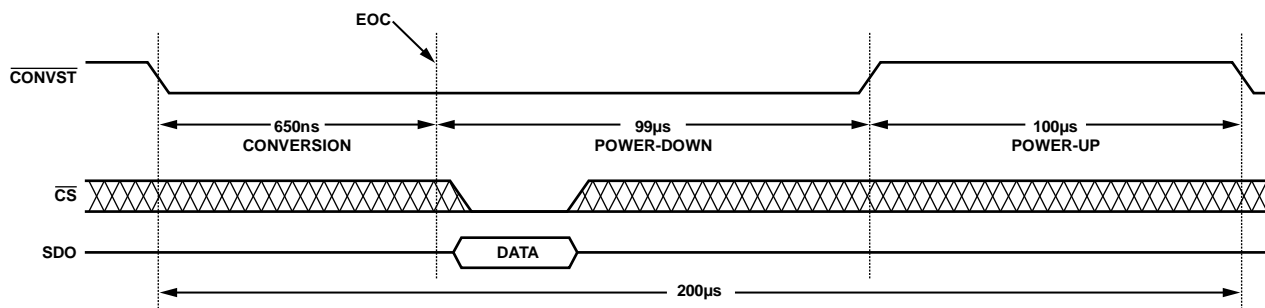 EOC
CONVST
650ns
CONVERSION
99µs
POWER-DOWN
100µs
POWER-UP
CS
SDO
DATA
200µs